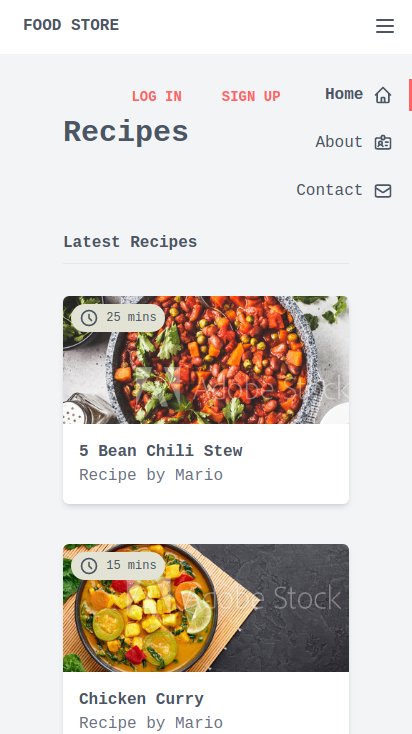 FOOD STORE
LOG IN SIGN UP
Home
Recipes
About
Contact
Latest Recipes
25 mins
Adobe Stock
5 Bean Chili Stew
Recipe by Mario
15 mins
Adobe Stock
Chicken Curry
Recipe by Mario